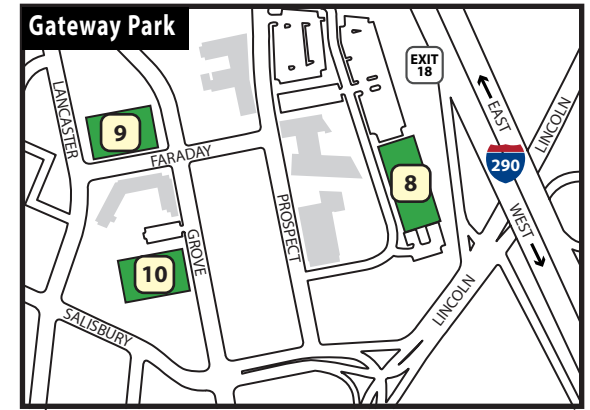 Gateway Park
EXIT
18
LANCASTER
9
FARADAY
EAST
LINCOLN
290
8
WEST
PROSPECT
GROVE
10
SALISBURY
LINCOLN